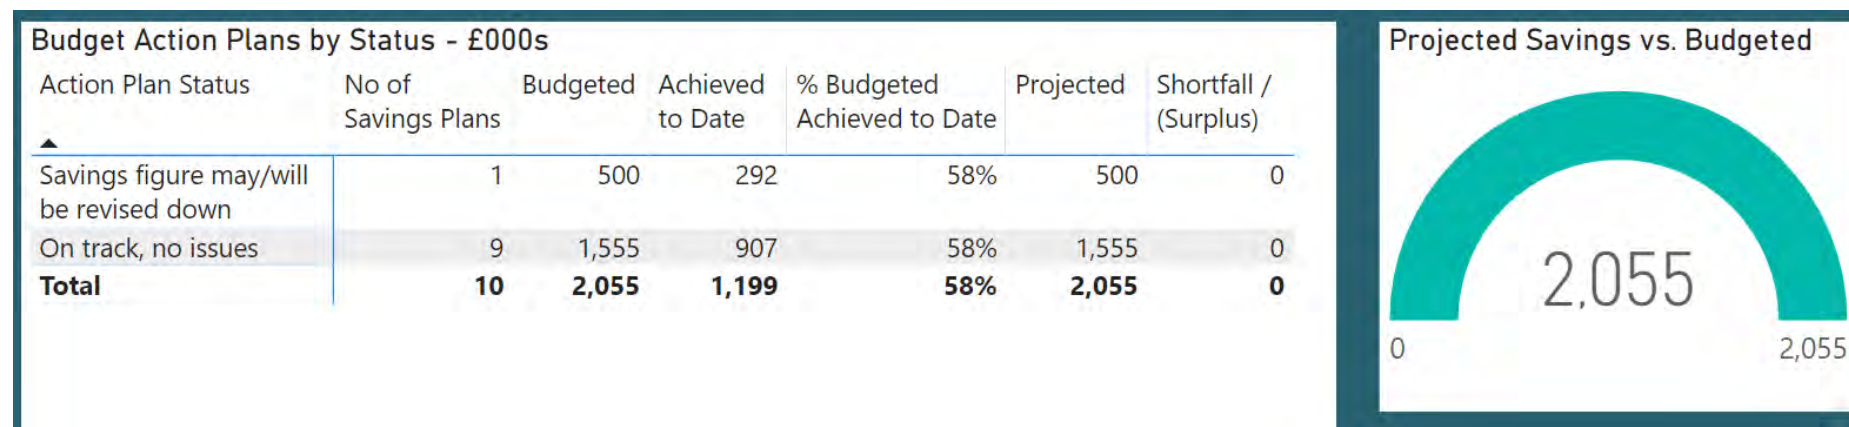 Budget Action Plans by Status - £000s
Action Plan Status No of Savings Plans Budgeted Achieved to Date % Budgeted Achieved to Date Projected Shortfall / (Surplus)
Savings figure may/will be revised down 1 500 292 58% 500 0
On track, no issues 9 1,555 907 58% 1,555 0
Total 10 2,055 1,199 58% 2,055 0
Projected Savings vs. Budgeted
2,055
0 2,055